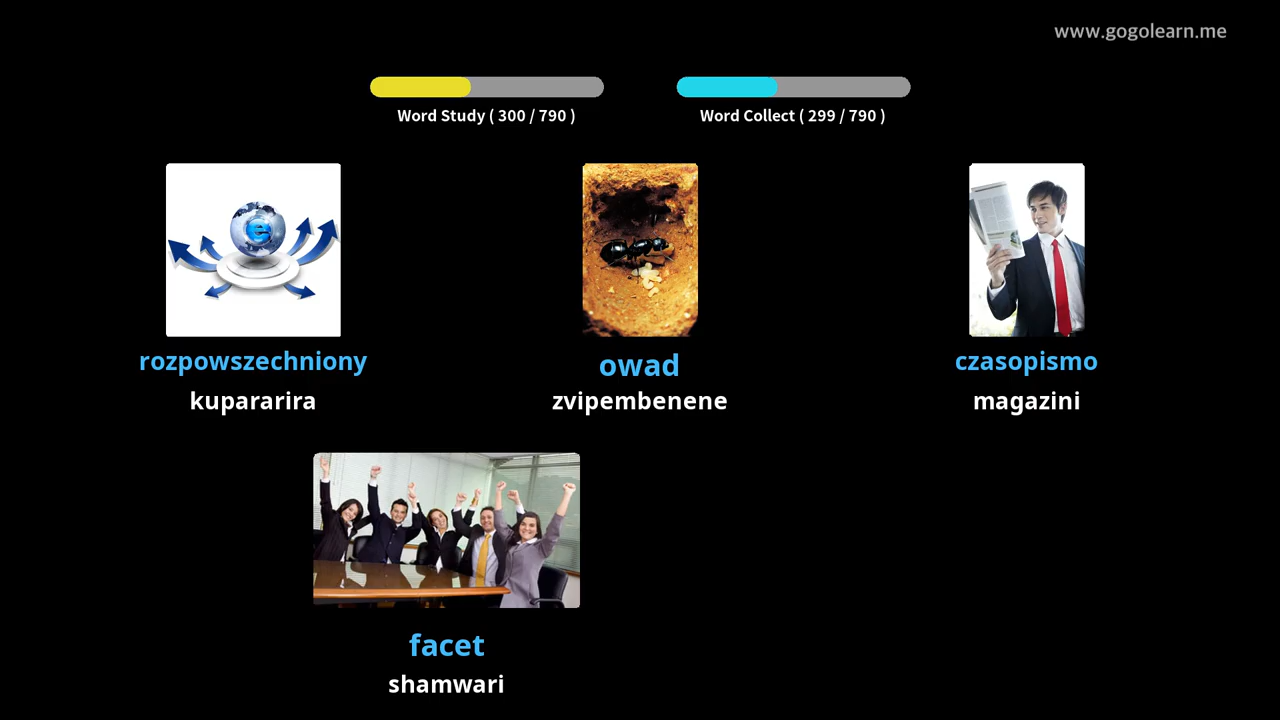 www.gogolearn.me
Word Study ( 300 / 790 )
Word Collect ( 299 / 790 )
rozpowszechniony
kupararira
owad
zvipembenene
czasopismo
magazini
facet
shamwari